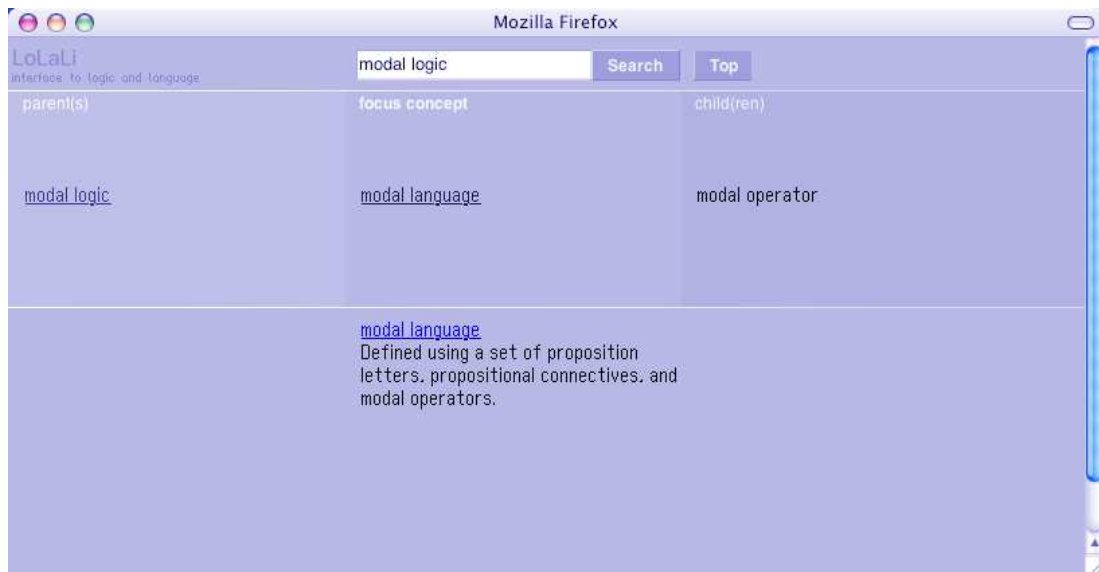 Mozilla Firefox
LoLaLi
interface to logic and language
modal logic
Search
Top
parent(s)
focus concept
child(ren)
modal logic
modal language
modal operator
modal language
Defined using a set of proposition
letters, propositional connectives, and
modal operators.